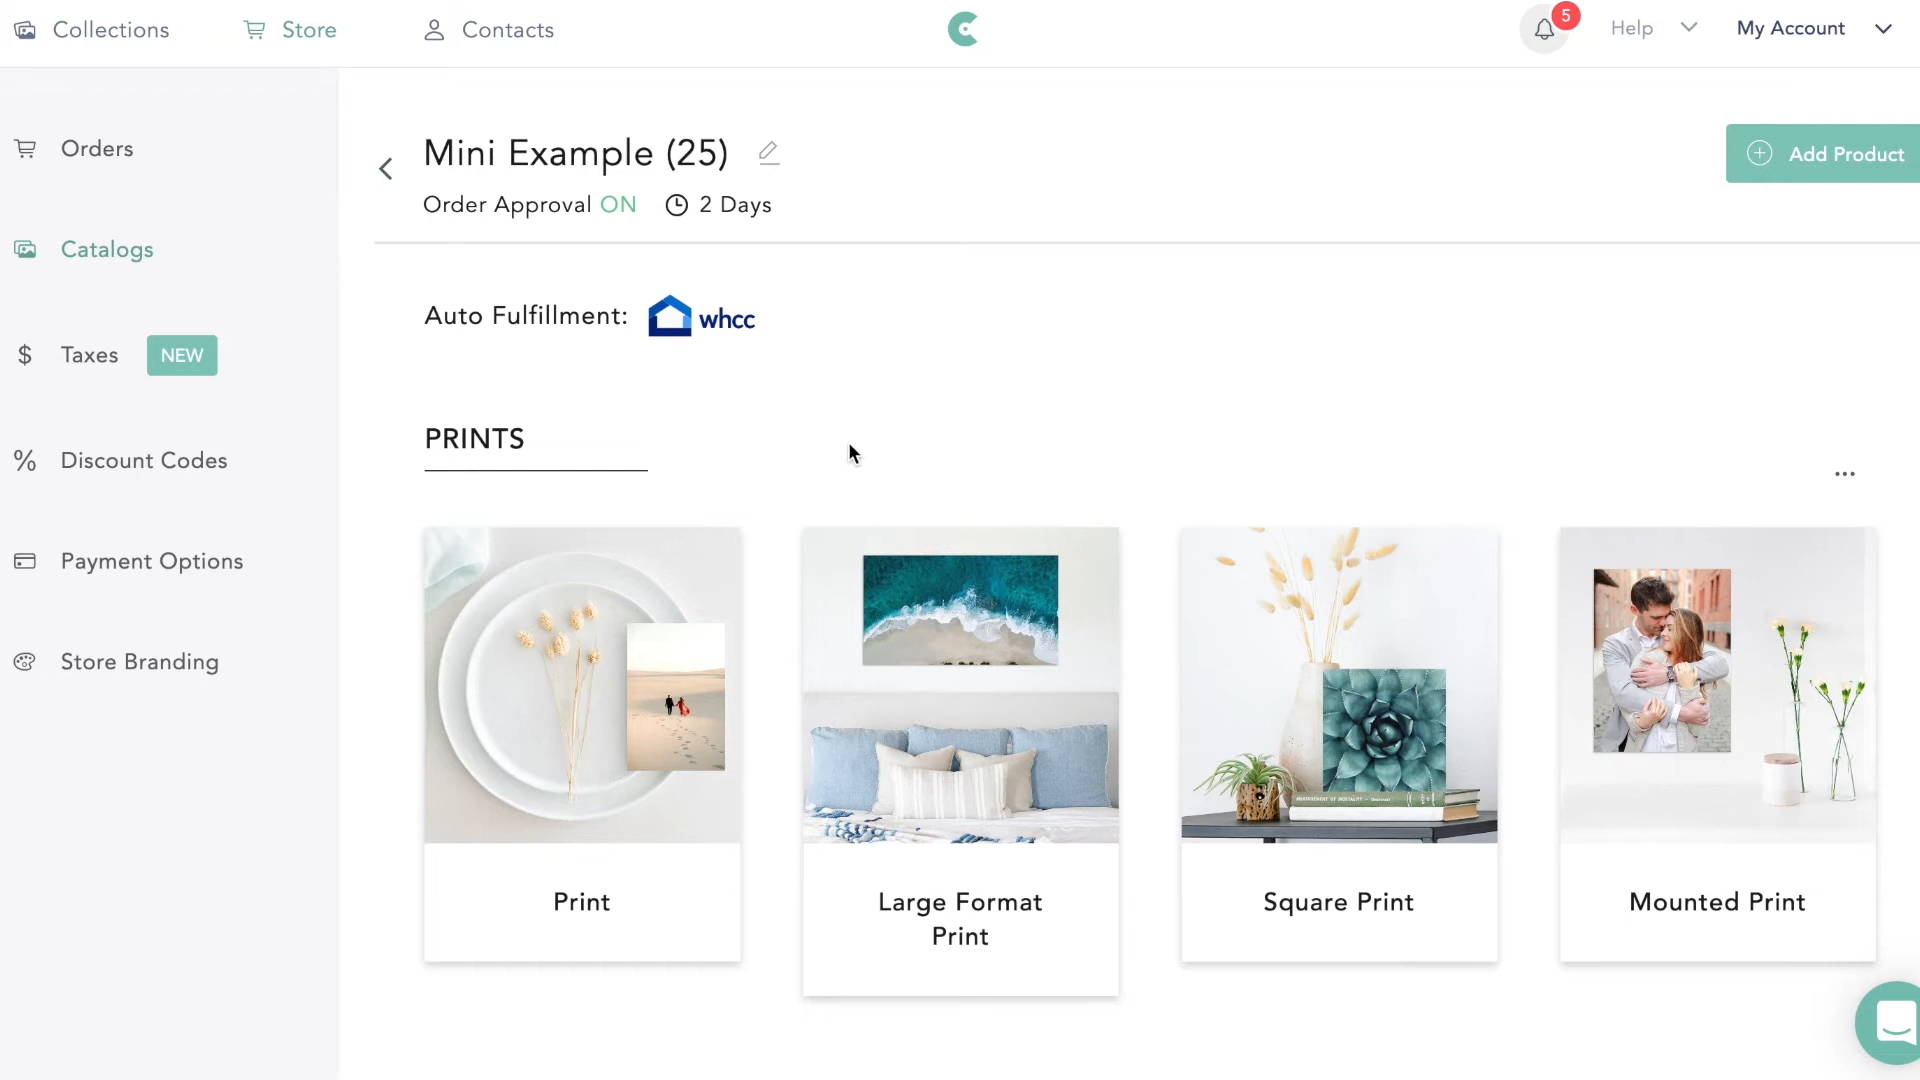 Collections
Store
Contacts
5
Help
My Account
Orders
Catalogs
$ Taxes NEW
% Discount Codes
Payment Options
Store Branding
Mini Example (25)
Order Approval ON 2 Days
Add Product
Auto Fulfillment: whcc
PRINTS
...
Print
Large Format
Print
Square Print
Mounted Print